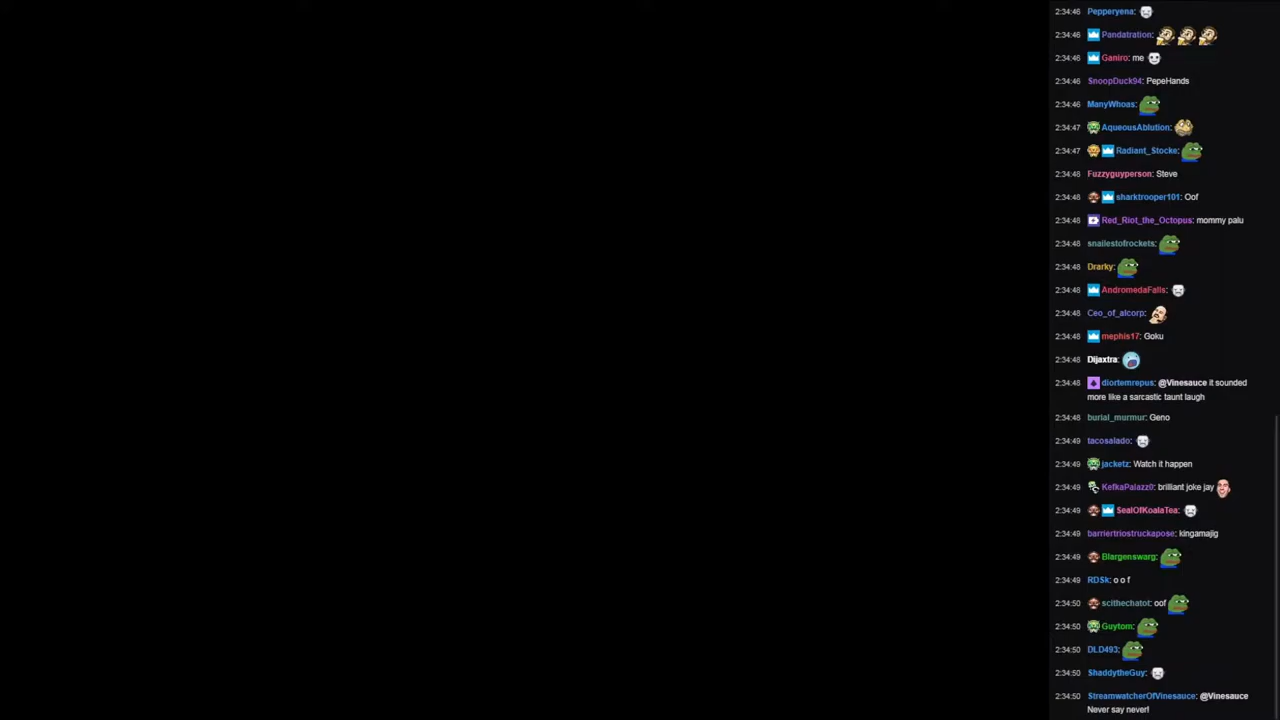 2:34:46 Pepperyena:
2:34:46 Pandatration:
2:34:46 Ganiro: me
2:34:46 SnoopDuck94: PepeHands
2:34:46 ManyWhoas:
2:34:47 AqueousAblution:
2:34:47 Radiant_Stocke:
2:34:48 Fuzzyguyperson: Steve
2:34:48 sharktrooper101: Oof
2:34:48 Red_Riot_the_Octopus: mommy palu
2:34:48 snailestofrockets:
2:34:48 Drarky:
2:34:48 AndromedaFalls:
2:34:48 Ceo_of_alcorp:
2:34:48 mephis17: Goku
2:34:48 Dijaxtra:
2:34:48 diortemrepus: @Vinesauce it sounded
more like a sarcastic taunt laugh
2:34:48 burial_murmur: Geno
2:34:49 tacosalado:
2:34:49 jacketz: Watch it happen
2:34:49 KefkaPalazz0: brilliant joke jay
2:34:49 SealOfKoalaTea:
2:34:49 barriertriostruckapose: kingamajig
2:34:49 Blargenswarg:
2:34:49 RDSk: o o f
2:34:50 scithechatot: oof
2:34:50 Guytom:
2:34:50 DLD493:
2:34:50 ShaddytheGuy:
2:34:50 StreamwatcherOfVinesauce: @Vinesauce
Never say never!